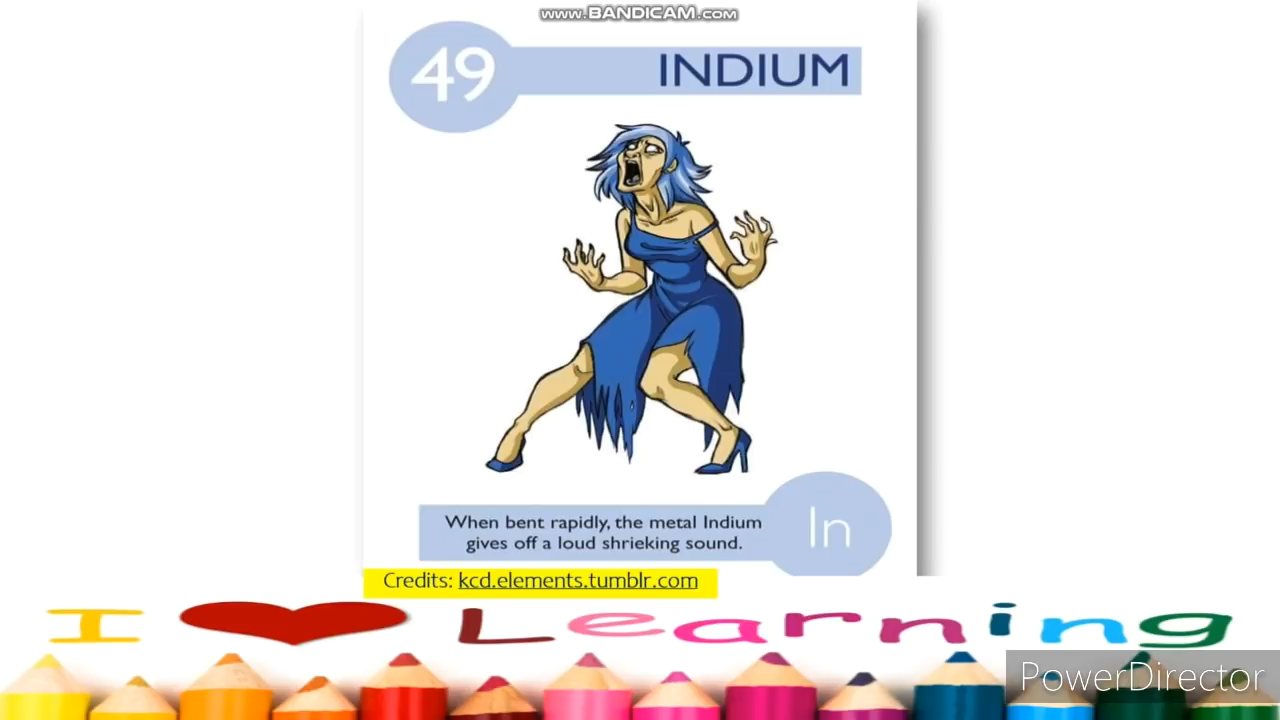 www.BANDICAM.com
49
INDIUM
When bent rapidly, the metal Indium
gives off a loud shrieking sound.
In
Credits: kcd.elements.tumblr.com
I Learning
PowerDirector